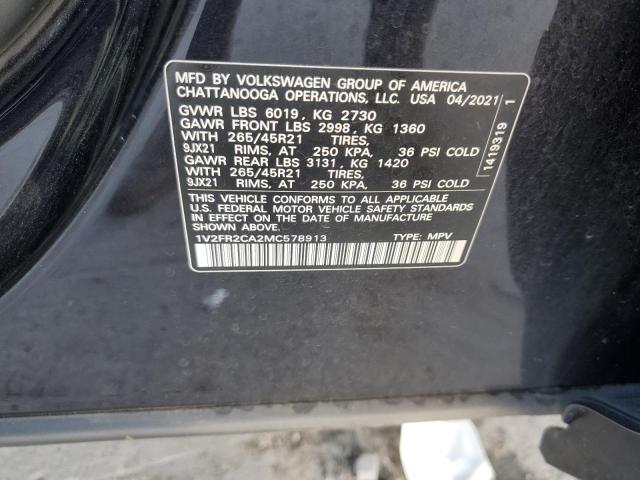 MFD BY VOLKSWAGEN GROUP OF AMERICA
CHATTANOOGA OPERATIONS, LLC. USA 04/2021
GVWR LBS 6019, KG 2730
GAWR FRONT LBS 2998, KG 1360
WITH 265/45R21 TIRES,
9JX21 RIMS, AT 250 KPA, 36 PSI COLD
GAWR REAR LBS 3131, KG 1420
WITH 265/45R21 TIRES,
9JX21 RIMS, AT 250 KPA, 36 PSI COLD
THIS VEHICLE CONFORMS TO ALL APPLICABLE
U.S. FEDERAL MOTOR VEHICLE SAFETY STANDARDS
IN EFFECT ON THE DATE OF MANUFACTURE
SHOWN ABOVE.
1V2FR2CA2MC578913 TYPE: MPV
1419319 1